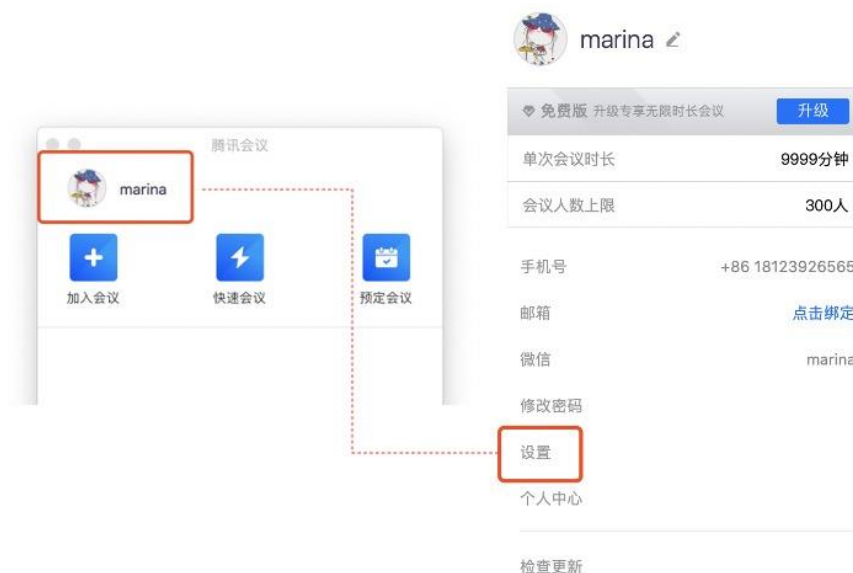 腾讯会议
marina
加入会议
快速会议
预定会议
marina
免费版 升级专享无限时长会议 升级
单次会议时长 9999分钟
会议人数上限 300人
手机号 +86 18123926565
邮箱 点击绑定
微信 marina
修改密码
设置
个人中心
检查更新